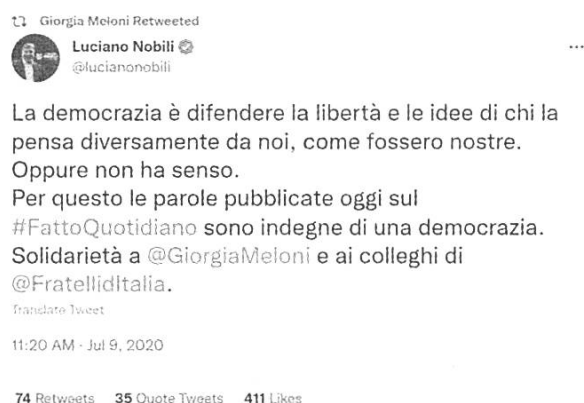 Giorgia Meloni Retweeted
Luciano Nobili
@lucianonobili
La democrazia è difendere la libertà e le idee di chi la
pensa diversamente da noi, come fossero nostre.
Oppure non ha senso.
Per questo le parole pubblicate oggi sul
#FattoQuotidiano sono indegne di una democrazia.
Solidarietà a @GiorgiaMeloni e ai colleghi di
@FratellidItalia.
Translate Tweet
11:20 AM · Jul 9, 2020
74 Retweets 35 Quote Tweets 411 Likes